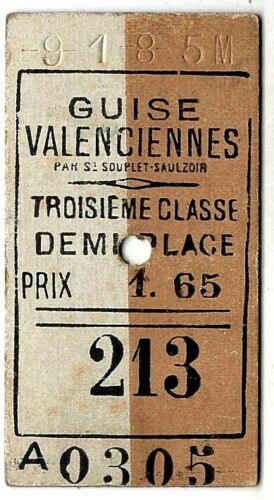 9 1 8 5 M
GUISE
VALENCIENNES
PAR St SOUPLET-SAULZOIR
TROISIÈME CLASSE
DEMI-PLACE
PRIX 1. 65
213
A 0305